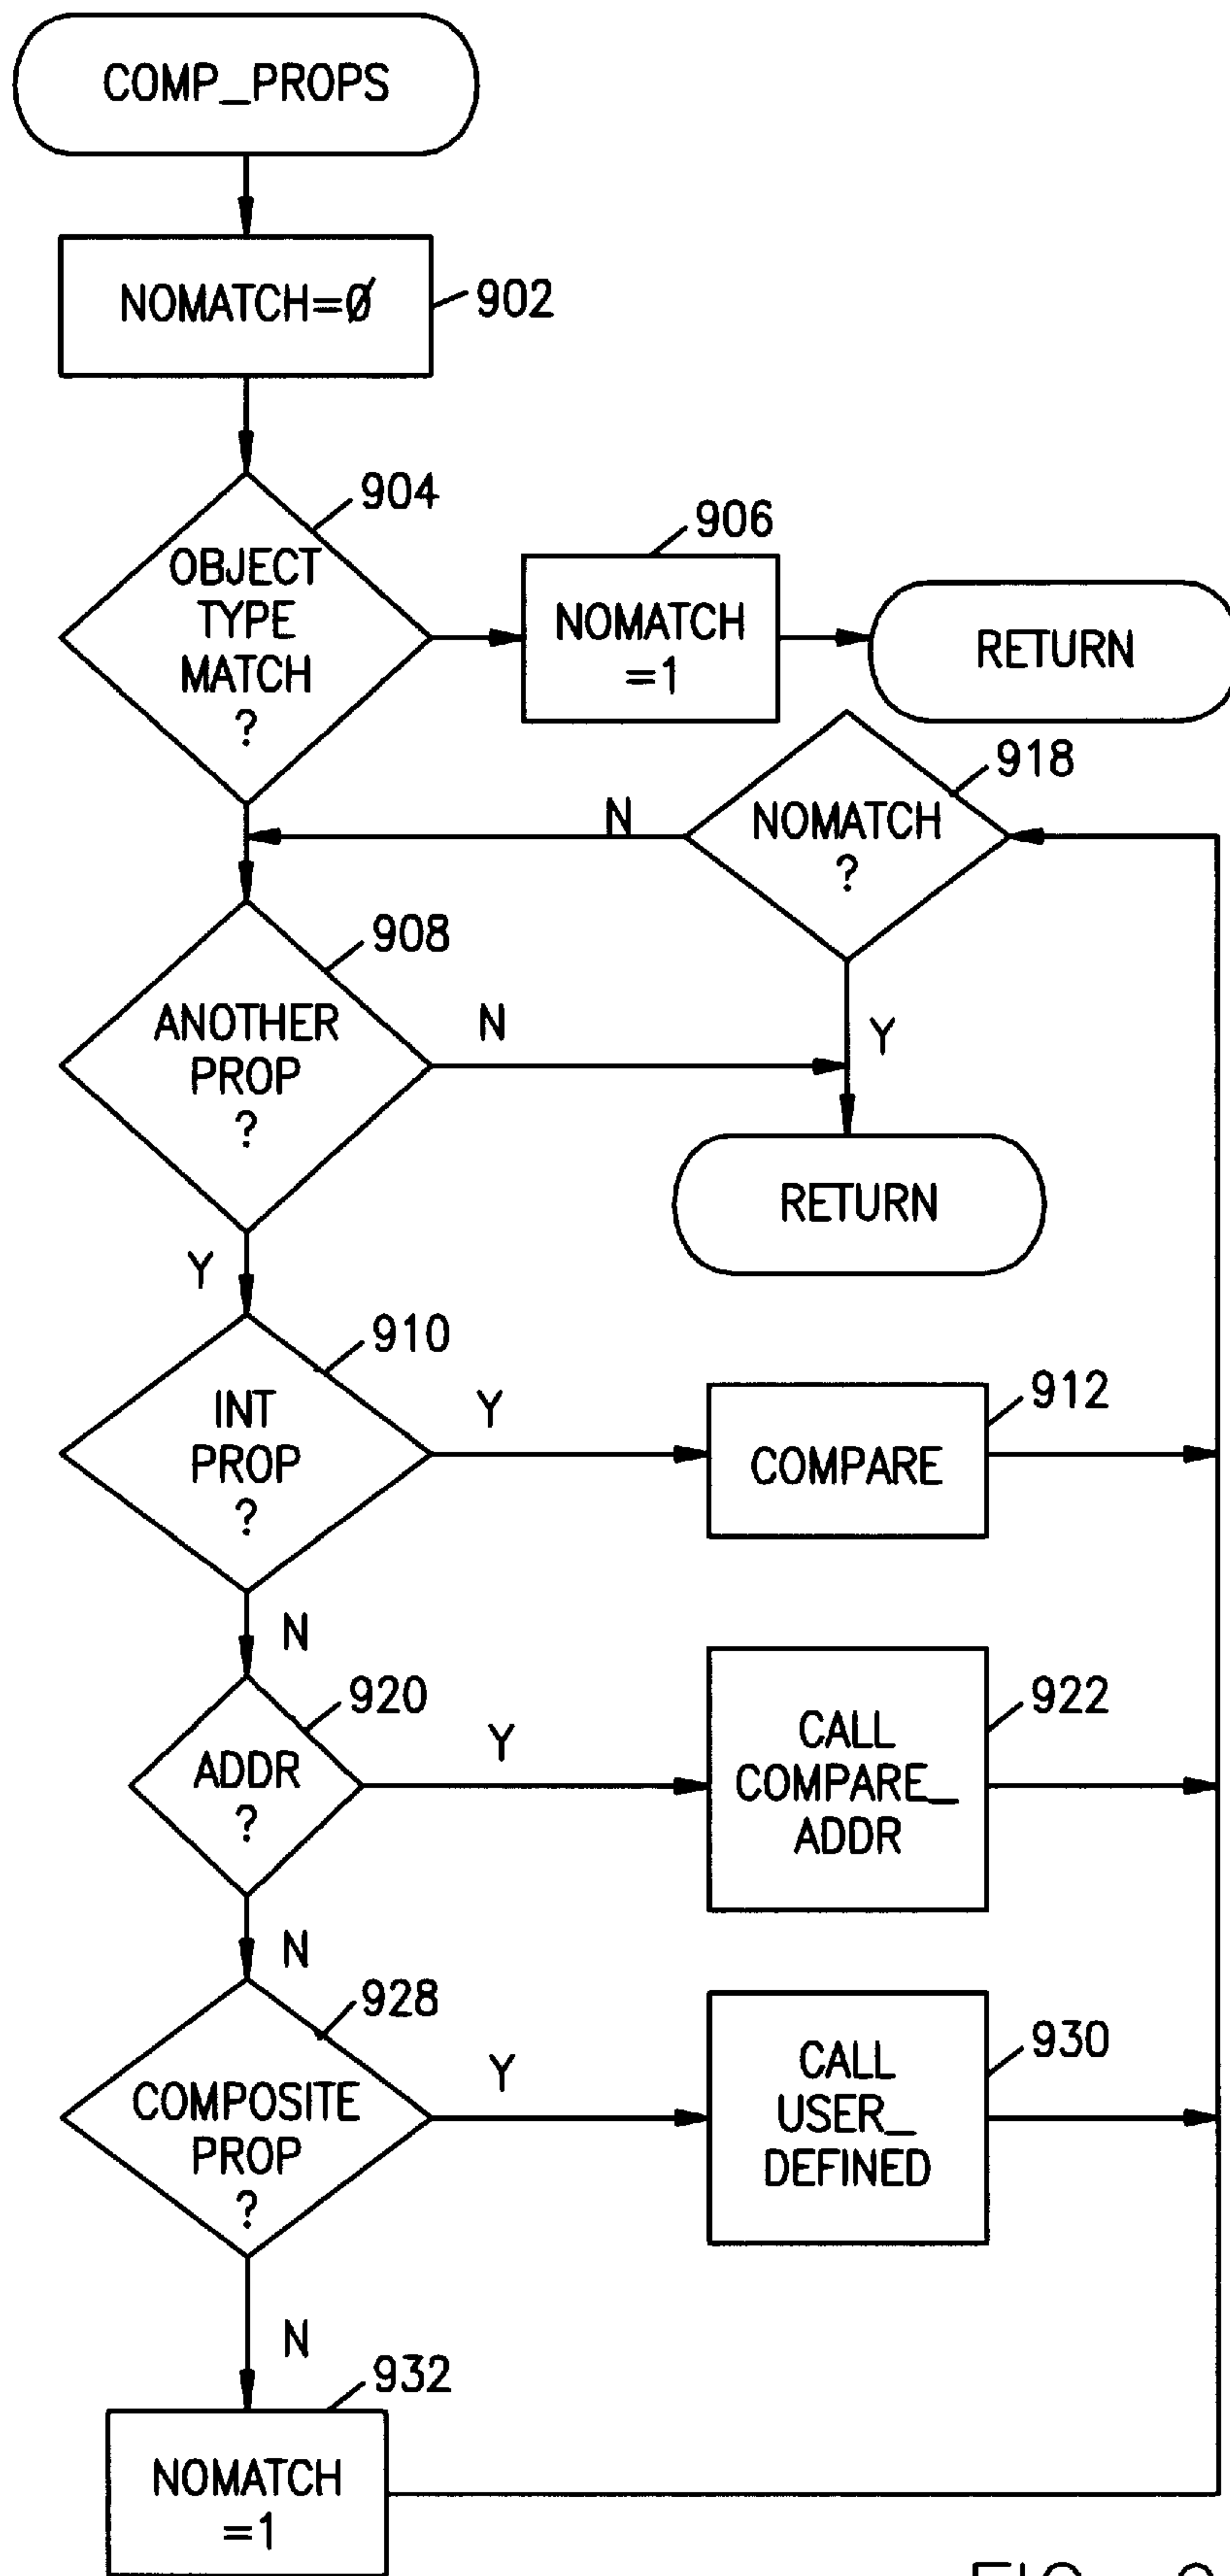 COMP_PROPS
NOMATCH=Ø
902
904
OBJECT
TYPE
MATCH
?
906
NOMATCH
=1
RETURN
918
NOMATCH
?
N
Y
908
ANOTHER
PROP
?
N
Y
RETURN
910
INT
PROP
?
Y
N
912
COMPARE
920
ADDR
?
Y
N
922
CALL
COMPARE_
ADDR
928
COMPOSITE
PROP
?
Y
N
930
CALL
USER_
DEFINED
932
NOMATCH
=1